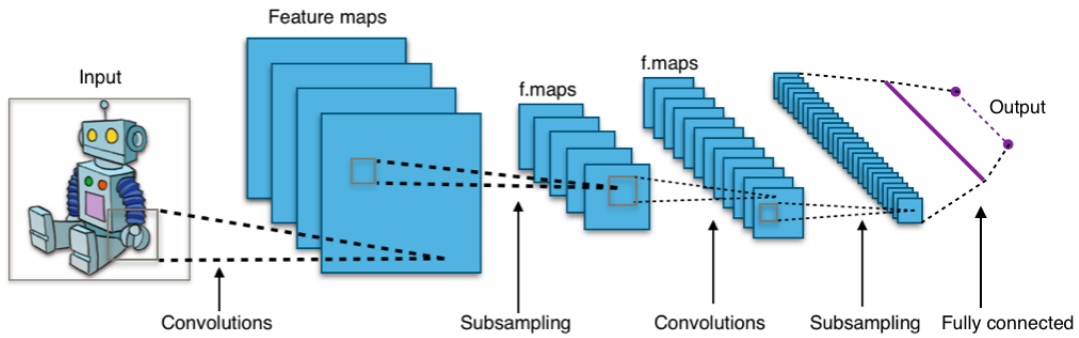 Feature maps
Input
f.maps
f.maps
Output
Convolutions
Subsampling
Convolutions
Subsampling
Fully connected